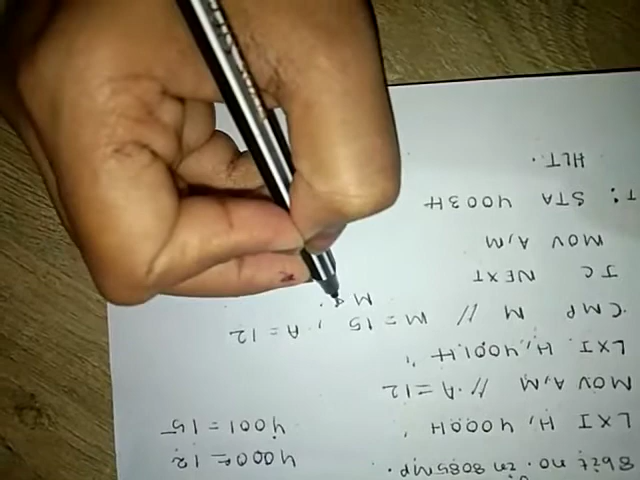 8bit no. in 8085MP.
4000 = 12
LXI H, 4000H ;
4001 = 15
MOV A,M // A = 12
LXI H, 4001H ;
CMP M // M = 15 ; A = 12
M
JC NEXT
MOV A,M
T: STA 4003H
HLT.